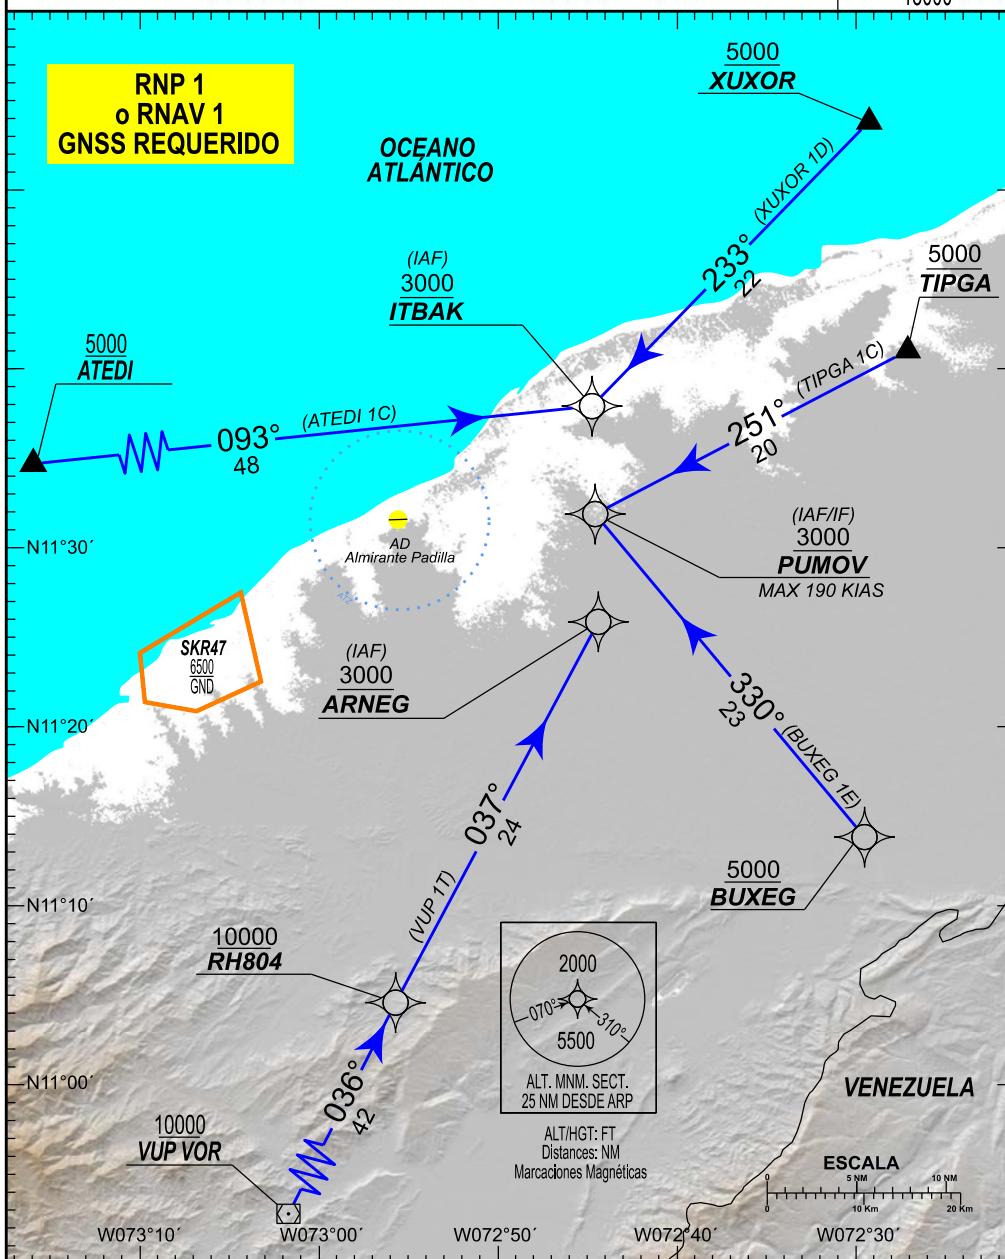 RNP 1
o RNAV 1
GNSS REQUERIDO
OCEANO
ATLÁNTICO
5000
XUXOR
(XUXOR 1D)
233°
22
(IAF)
3000
ITBAK
5000
TIPGA
(TIPGA 1C)
251°
20
5000
ATEDI
(ATEDI 1C)
093°
48
(IAF/IF)
3000
PUMOV
MAX 190 KIAS
AD
Almirante Padilla
ATZ
N11°30´
SKR47
6500
GND
(IAF)
3000
ARNEG
330°
23
(BUXEG 1E)
N11°20´
037°
24
(VUP 1T)
5000
BUXEG
N11°10´
10000
RH804
2000
070°
310°
5500
ALT. MNM. SECT.
25 NM DESDE ARP
ALT/HGT: FT
Distances: NM
Marcaciones Magnéticas
N11°00´
036°
42
VENEZUELA
10000
VUP VOR
ESCALA
0 5 NM 10 NM
0 10 Km 20 Km
W073°10´ W073°00´ W072°50´ W072°40´ W072°30´